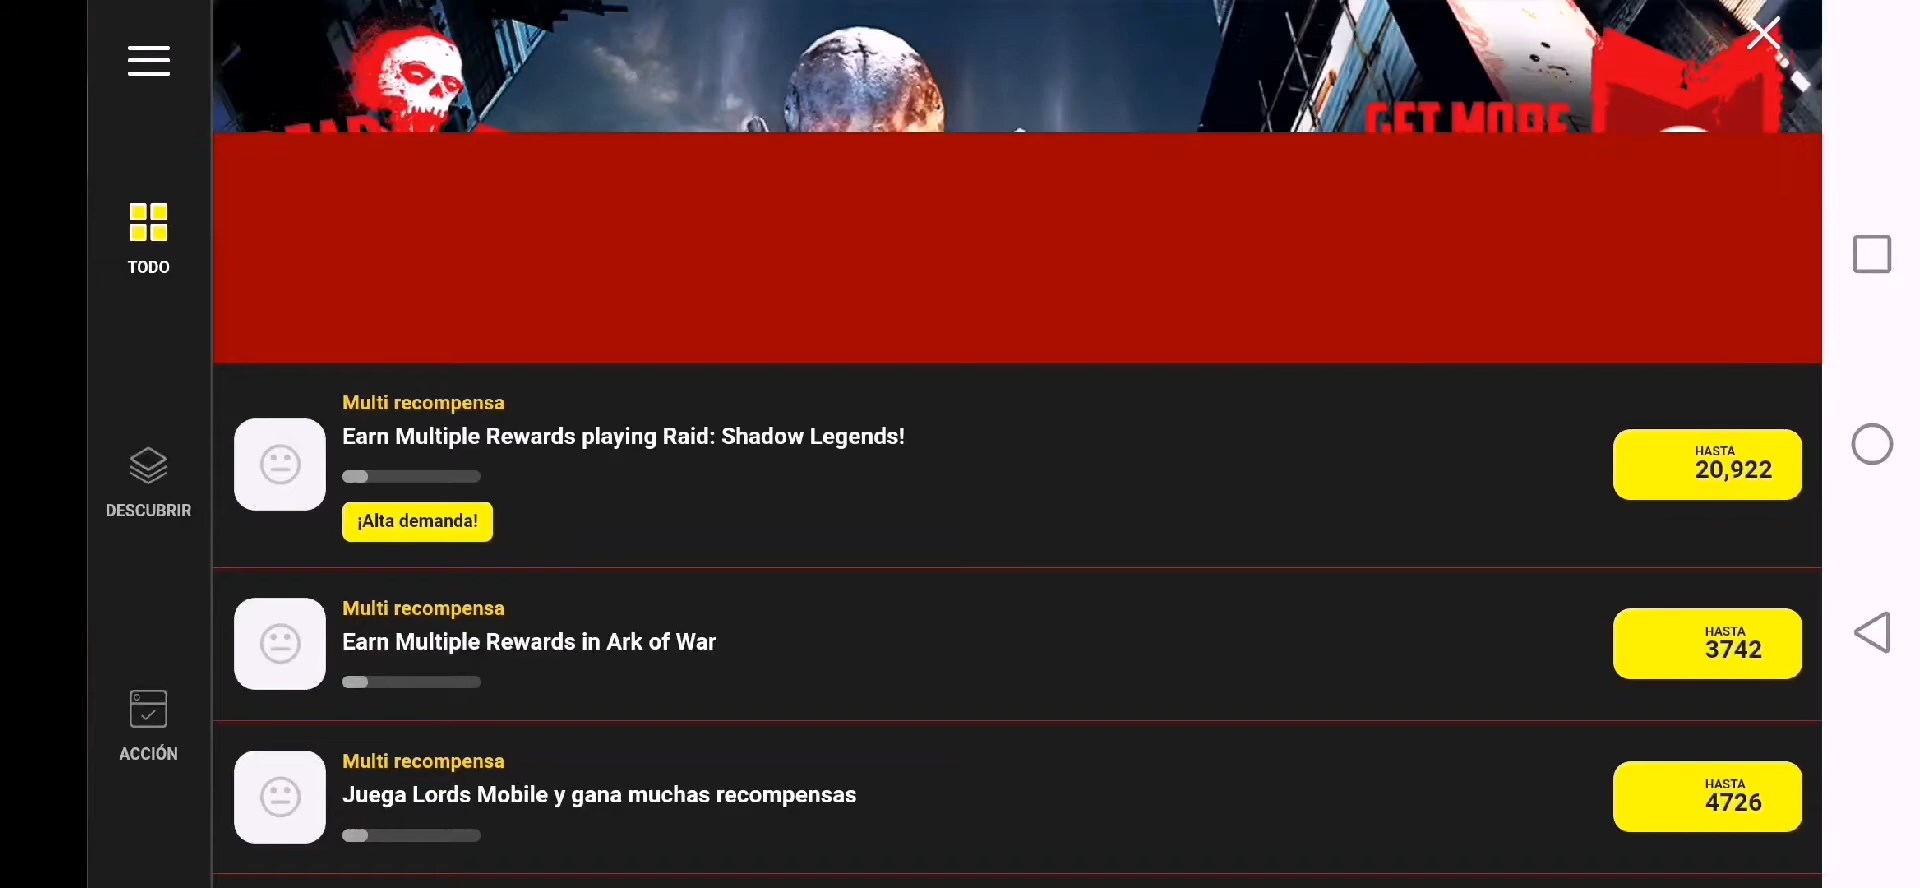 GET MORE
TODO
DESCUBRIR
ACCIÓN
Multi recompensa
Earn Multiple Rewards playing Raid: Shadow Legends!
¡Alta demanda!
HASTA
20,922
Multi recompensa
Earn Multiple Rewards in Ark of War
HASTA
3742
Multi recompensa
Juega Lords Mobile y gana muchas recompensas
HASTA
4726